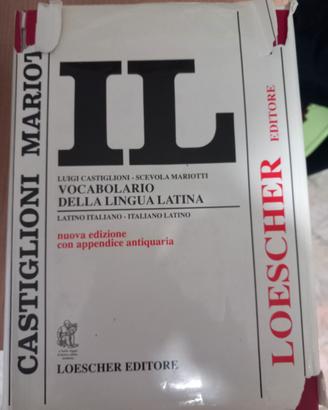 IL
LUIGI CASTIGLIONI - SCEVOLA MARIOTTI
VOCABOLARIO
DELLA LINGUA LATINA
LATINO ITALIANO - ITALIANO LATINO
nuova edizione
con appendice antiquaria
LOESCHER EDITORE
CASTIGLIONI MARIOT
LOESCHER EDITORE